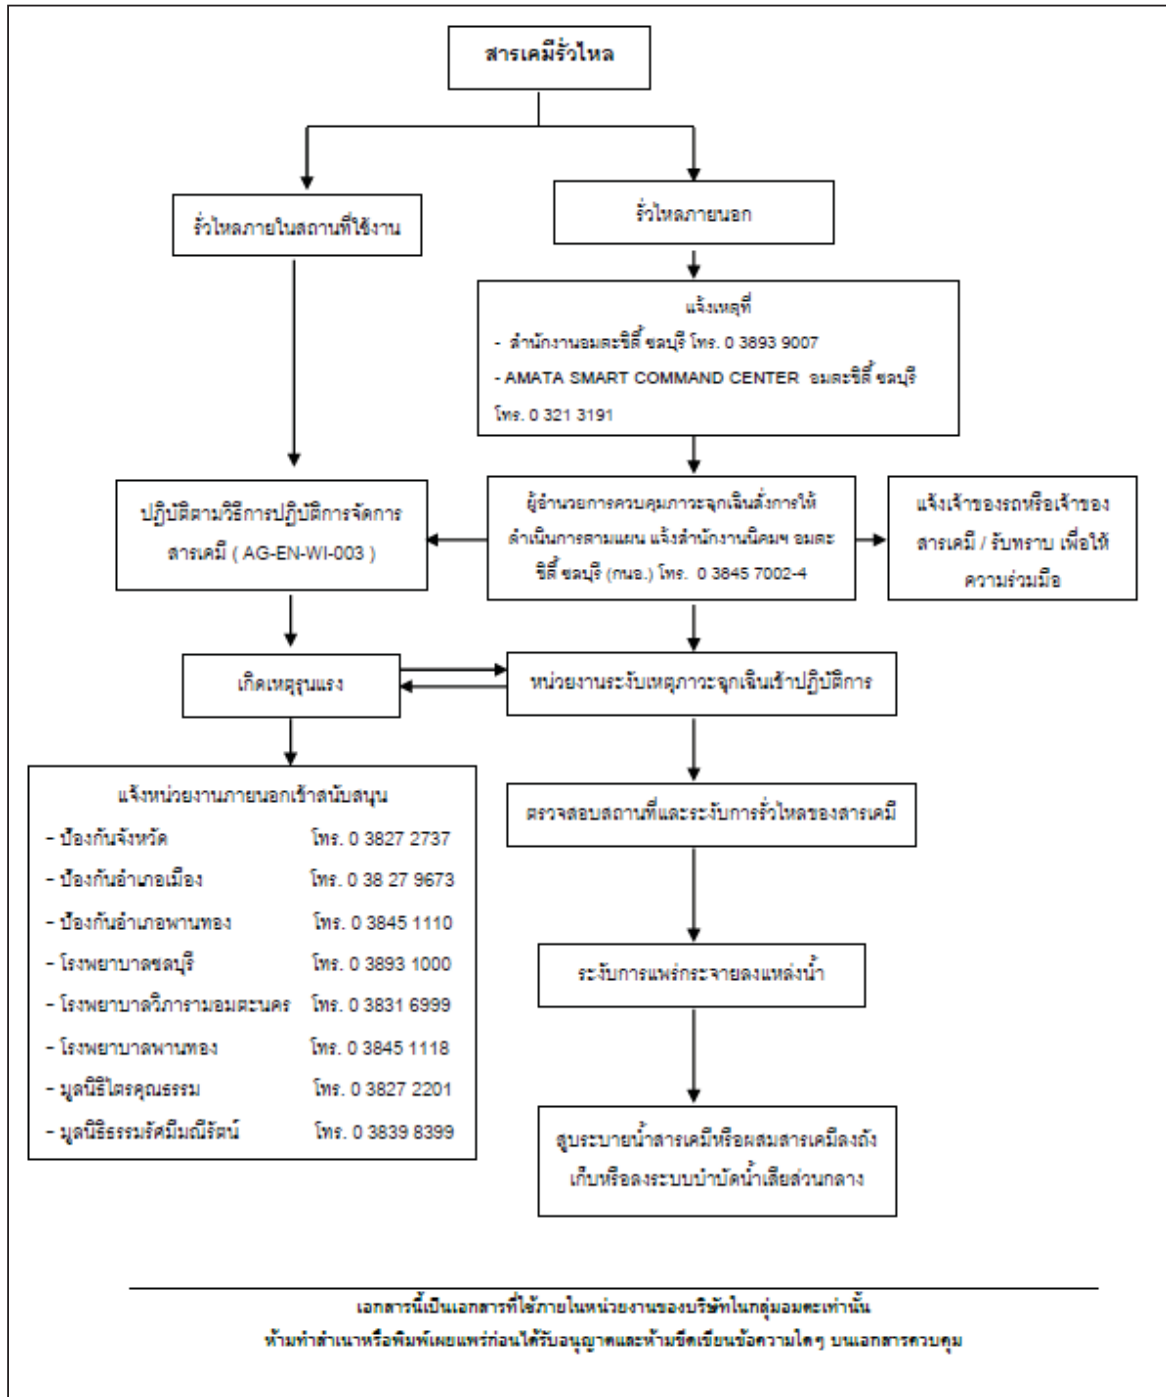 สารเคมีรั่วไหล
รั่วไหลภายในสถานที่ใช้งาน
รั่วไหลภายนอก
แจ้งเหตุที่
- สำนักงานอมตะซิตี้ ชลบุรี โทร. 0 3893 9007
- AMATA SMART COMMAND CENTER อมตะซิตี้ ชลบุรี
โทร. 0 321 3191
ปฏิบัติตามวิธีการปฏิบัติการจัดการ
สารเคมี ( AG-EN-WI-003 )
ผู้อำนวยการควบคุมภาวะฉุกเฉินสั่งการให้
ดำเนินการตามแผน แจ้งสำนักงานนิคมฯ อมตะ
ซิตี้ ชลบุรี (กนอ.) โทร. 0 3845 7002-4
แจ้งเจ้าของรถหรือเจ้าของ
สารเคมี / รับทราบ เพื่อให้
ความร่วมมือ
เกิดเหตุรุนแรง
หน่วยงานระงับเหตุภาวะฉุกเฉินเข้าปฏิบัติการ
แจ้งหน่วยงานภายนอกเข้าสนับสนุน
- ป้องกันจังหวัด โทร. 0 3827 2737
- ป้องกันอำเภอเมือง โทร. 0 38 27 9673
- ป้องกันอำเภอพานทอง โทร. 0 3845 1110
- โรงพยาบาลชลบุรี โทร. 0 3893 1000
- โรงพยาบาลวิภารามอมตะนคร โทร. 0 3831 6999
- โรงพยาบาลพานทอง โทร. 0 3845 1118
- มูลนิธิไตรคุณธรรม โทร. 0 3827 2201
- มูลนิธิธรรมรัศมีมณีรัตน์ โทร. 0 3839 8399
ตรวจสอบสถานที่และระงับการรั่วไหลของสารเคมี
ระงับการแพร่กระจายลงแหล่งน้ำ
สูบระบายน้ำสารเคมีหรือผสมสารเคมีลงถัง
เก็บหรือลงระบบบำบัดน้ำเสียส่วนกลาง
เอกสารนี้เป็นเอกสารที่ใช้ภายในหน่วยงานของบริษัทในกลุ่มอมตะเท่านั้น
ห้ามทำสำเนาหรือพิมพ์เผยแพร่ก่อนได้รับอนุญาตและห้ามขีดเขียนข้อความใดๆ บนเอกสารควบคุม